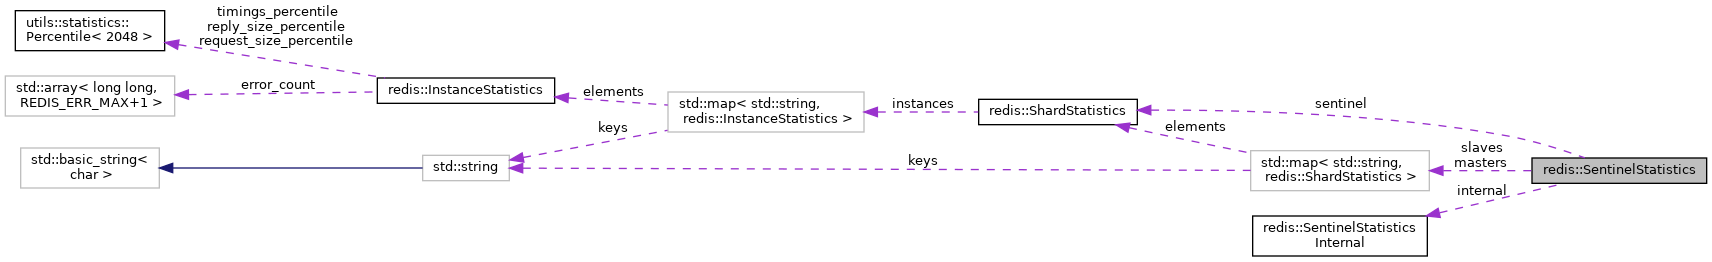 utils::statistics::
Percentile< 2048 >
timings_percentile
reply_size_percentile
request_size_percentile
std::array< long long,
REDIS_ERR_MAX+1 >
error_count
redis::InstanceStatistics
elements
std::map< std::string,
redis::InstanceStatistics >
instances
redis::ShardStatistics
sentinel
keys
elements
std::basic_string<
char >
std::string
keys
std::map< std::string,
redis::ShardStatistics >
slaves
masters
redis::SentinelStatistics
internal
redis::SentinelStatistics
Internal